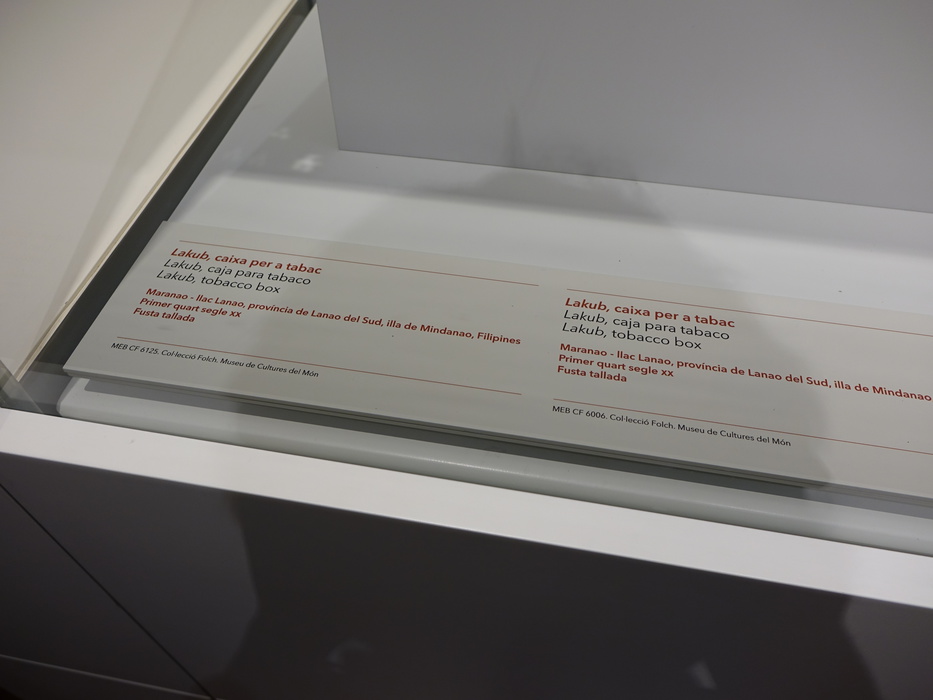 Lakub, caixa per a tabac
Lakub, caja para tabaco
Lakub, tobacco box
Maranao - llac Lanao, província de Lanao del Sud, illa de Mindanao, Filipines
Primer quart segle xx
Fusta tallada
MEB CF 6125. Col·lecció Folch. Museu de Cultures del Món
Lakub, caixa per a tabac
Lakub, caja para tabaco
Lakub, tobacco box
Maranao - llac Lanao, província de Lanao del Sud, illa de Mindanao
Primer quart segle xx
Fusta tallada
MEB CF 6006. Col·lecció Folch. Museu de Cultures del Món